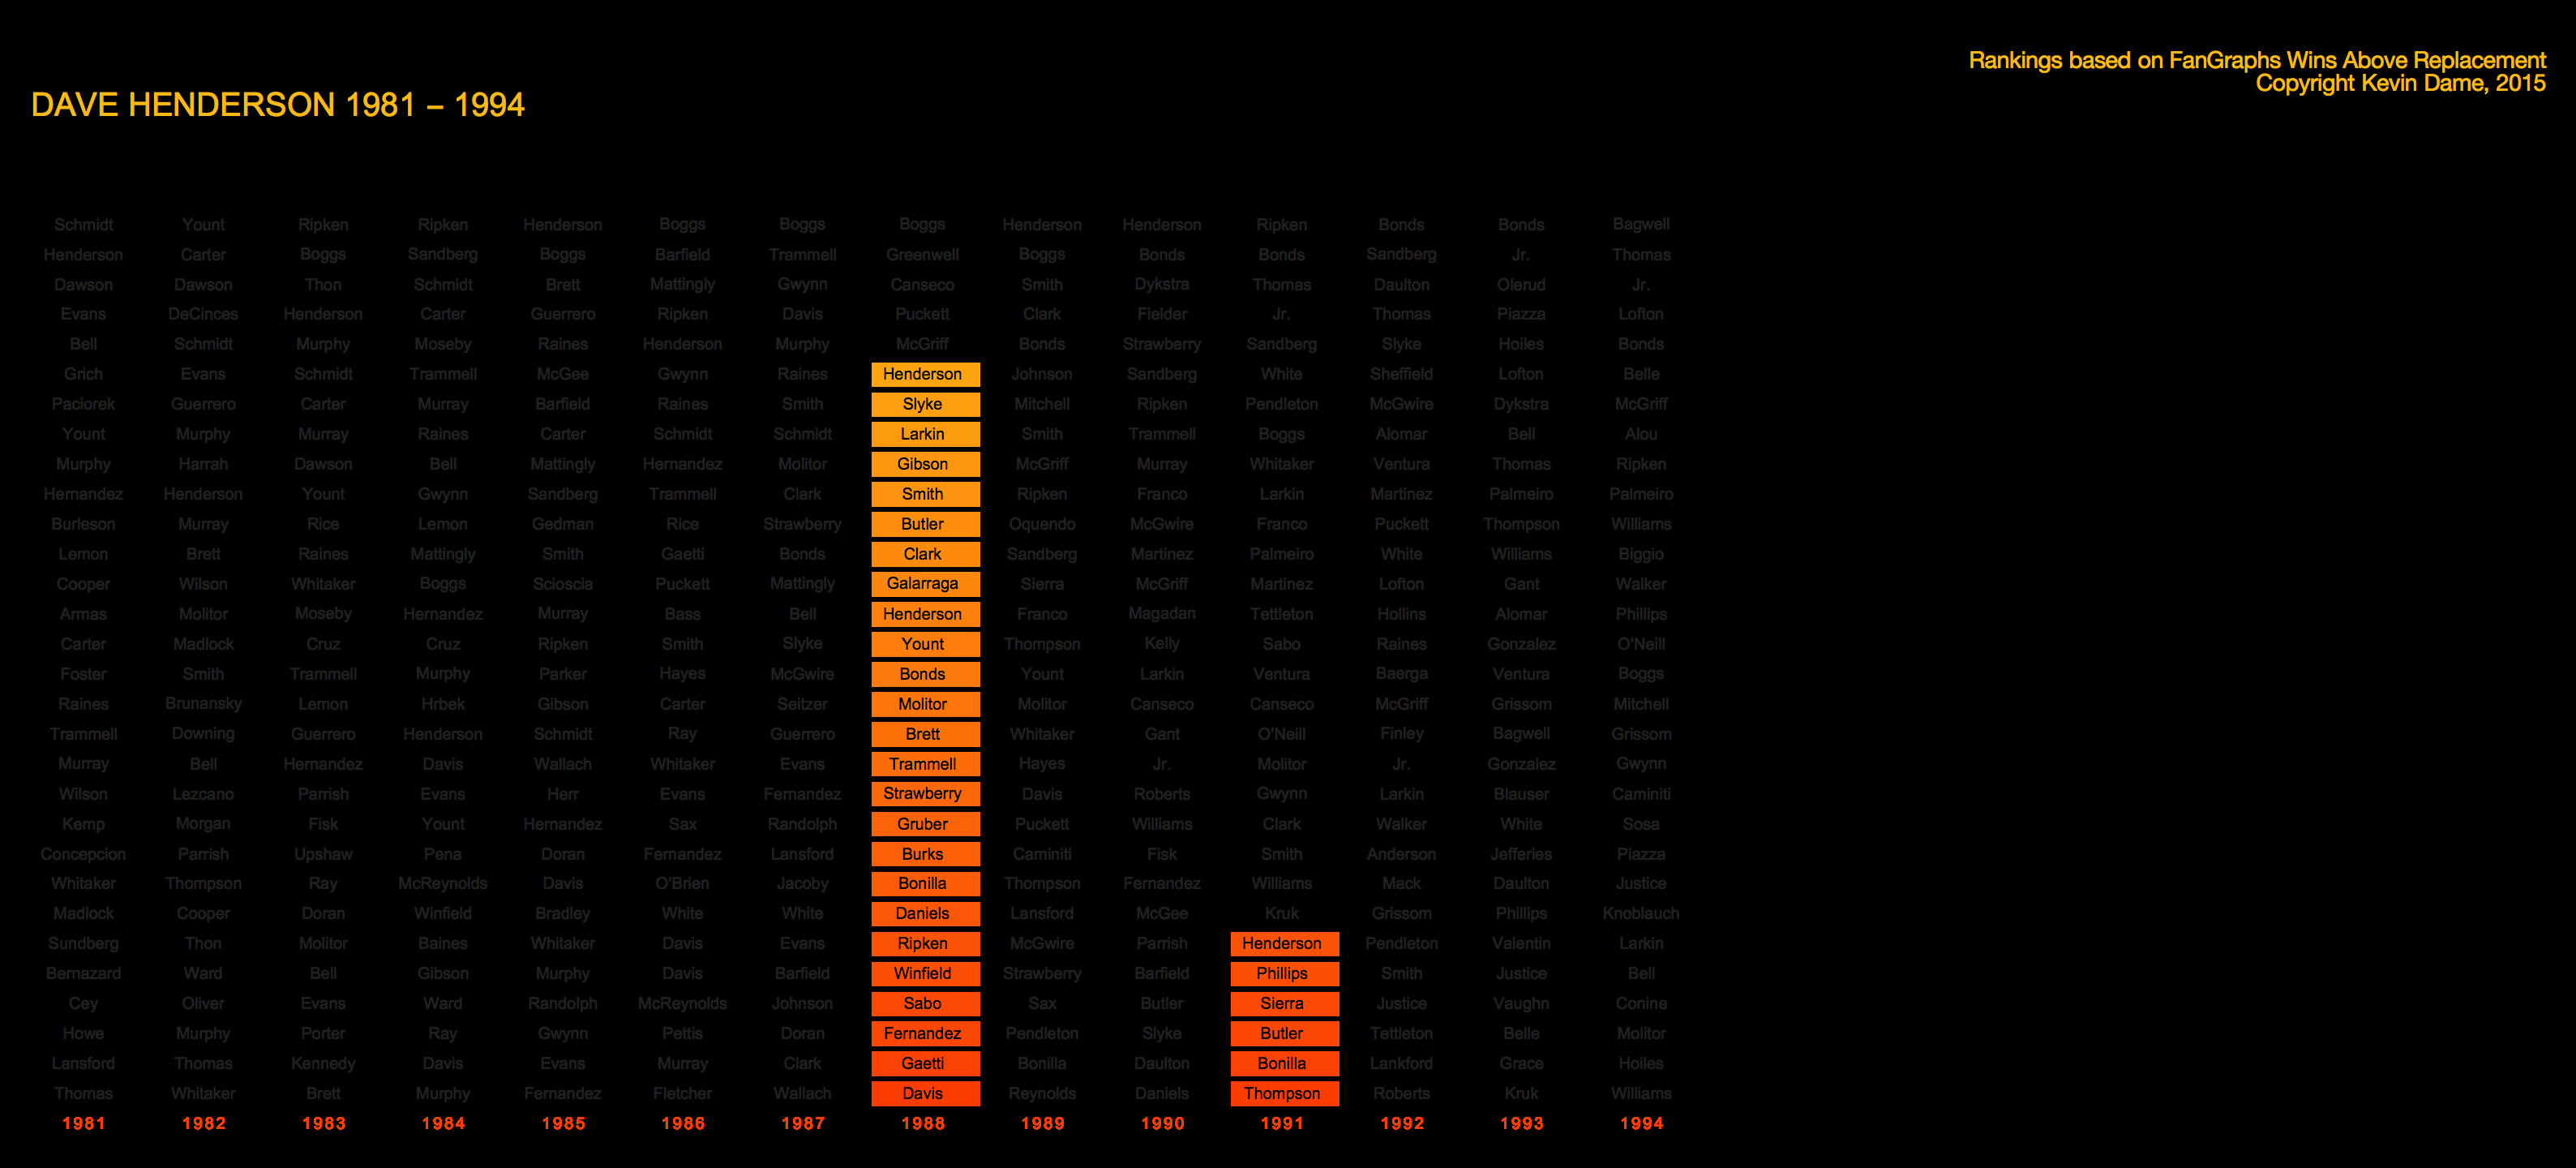 Rankings based on FanGraphs Wins Above Replacement
Copyright Kevin Dame, 2015
DAVE HENDERSON 1981 – 1994
Schmidt Yount Ripken Ripken Henderson Boggs Boggs Boggs Henderson Henderson Ripken Bonds Bonds Bagwell
Henderson Carter Boggs Sandberg Boggs Barfield Trammell Greenwell Boggs Bonds Bonds Sandberg Jr. Thomas
Dawson Dawson Thon Schmidt Brett Mattingly Gwynn Canseco Smith Dykstra Thomas Daulton Olerud Jr.
Evans DeCinces Henderson Carter Guerrero Ripken Davis Puckett Clark Fielder Jr. Thomas Piazza Lofton
Bell Schmidt Murphy Moseby Raines Henderson Murphy McGriff Bonds Strawberry Sandberg Slyke Hoiles Bonds
Grich Evans Schmidt Trammell McGee Gwynn Raines Henderson Johnson Sandberg White Sheffield Lofton Belle
Paciorek Guerrero Carter Murray Barfield Raines Smith Slyke Mitchell Ripken Pendleton McGwire Dykstra McGriff
Yount Murphy Murray Raines Carter Schmidt Schmidt Larkin Smith Trammell Boggs Alomar Bell Alou
Murphy Harrah Dawson Bell Mattingly Hernandez Molitor Gibson McGriff Murray Whitaker Ventura Thomas Ripken
Hernandez Henderson Yount Gwynn Sandberg Trammell Clark Smith Ripken Franco Larkin Martinez Palmeiro Palmeiro
Burleson Murray Rice Lemon Gedman Rice Strawberry Butler Oquendo McGwire Franco Puckett Thompson Williams
Lemon Brett Raines Mattingly Smith Gaetti Bonds Clark Sandberg Martinez Palmeiro White Williams Biggio
Cooper Wilson Whitaker Boggs Scioscia Puckett Mattingly Galarraga Sierra McGriff Martinez Lofton Gant Walker
Armas Molitor Moseby Hernandez Murray Bass Bell Henderson Franco Magadan Tettleton Hollins Alomar Phillips
Carter Madlock Cruz Cruz Ripken Smith Slyke Yount Thompson Kelly Sabo Raines Gonzalez O'Neill
Foster Smith Trammell Murphy Parker Hayes McGwire Bonds Yount Larkin Ventura Baerga Ventura Boggs
Raines Brunansky Lemon Hrbek Gibson Carter Seitzer Molitor Molitor Canseco Canseco McGriff Grissom Mitchell
Trammell Downing Guerrero Henderson Schmidt Ray Guerrero Brett Whitaker Gant O'Neill Finley Bagwell Grissom
Murray Bell Hernandez Davis Wallach Whitaker Evans Trammell Hayes Jr. Molitor Jr. Gonzalez Gwynn
Wilson Lezcano Parrish Evans Herr Evans Fernandez Strawberry Davis Roberts Gwynn Larkin Blauser Caminiti
Kemp Morgan Fisk Yount Hernandez Sax Randolph Gruber Puckett Williams Clark Walker White Sosa
Concepcion Parrish Upshaw Pena Doran Fernandez Lansford Burks Caminiti Fisk Smith Anderson Jefferies Piazza
Whitaker Thompson Ray McReynolds Davis O'Brien Jacoby Bonilla Thompson Fernandez Williams Mack Daulton Justice
Madlock Cooper Doran Winfield Bradley White White Daniels Lansford McGee Kruk Grissom Phillips Knoblauch
Sundberg Thon Molitor Baines Whitaker Davis Evans Ripken McGwire Parrish Henderson Pendleton Valentin Larkin
Bernazard Ward Bell Gibson Murphy Davis Barfield Winfield Strawberry Barfield Phillips Smith Justice Bell
Cey Oliver Evans Ward Randolph McReynolds Johnson Sabo Sax Butler Sierra Justice Vaughn Conine
Howe Murphy Porter Ray Gwynn Pettis Doran Fernandez Pendleton Slyke Butler Tettleton Belle Molitor
Lansford Thomas Kennedy Davis Evans Murray Clark Gaetti Bonilla Daulton Bonilla Lankford Grace Hoiles
Thomas Whitaker Brett Murphy Fernandez Fletcher Wallach Davis Reynolds Daniels Thompson Roberts Kruk Williams
1981 1982 1983 1984 1985 1986 1987 1988 1989 1990 1991 1992 1993 1994